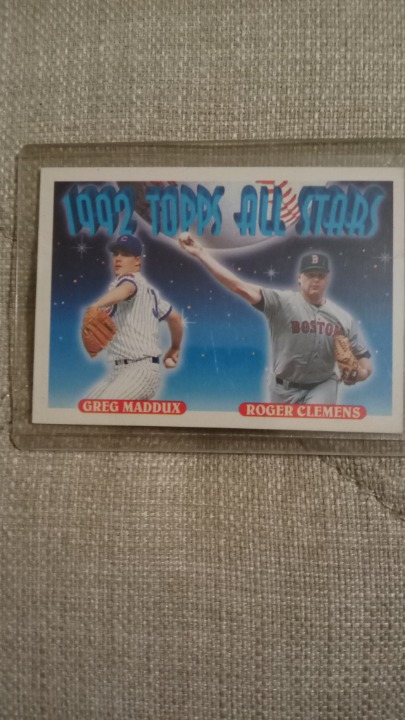 1992 TOPPS ALL STARS
B
BOSTON
GREG MADDUX
ROGER CLEMENS